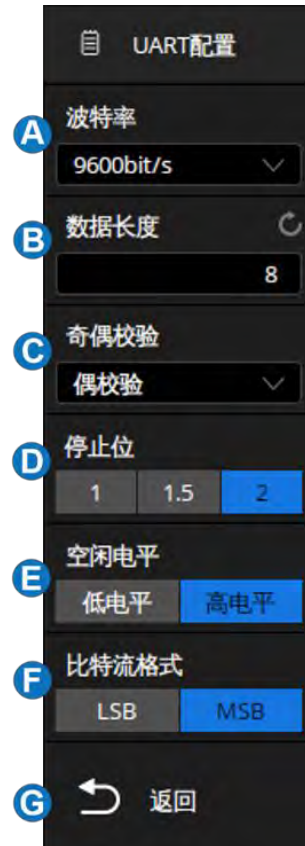 UART配置
A
波特率
9600bit/s
B
数据长度
8
C
奇偶校验
偶校验
D
停止位
1 1.5 2
E
空闲电平
低电平 高电平
F
比特流格式
LSB MSB
G
返回